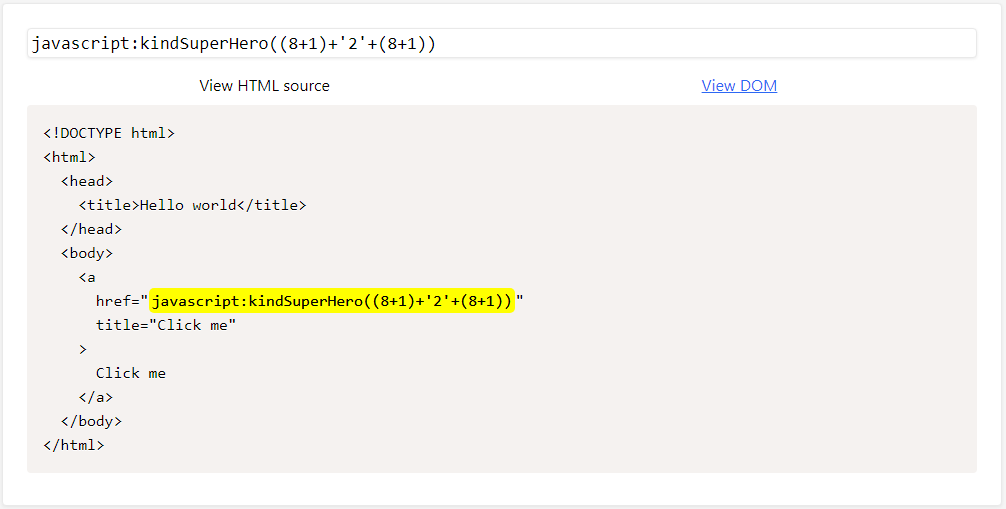 javascript:kindSuperHero((8+1)+'2'+(8+1))
View HTML source
View DOM
<!DOCTYPE html>
<html>
<head>
<title>Hello world</title>
</head>
<body>
<a
href="javascript:kindSuperHero((8+1)+'2'+(8+1))"
title="Click me"
>
Click me
</a>
</body>
</html>